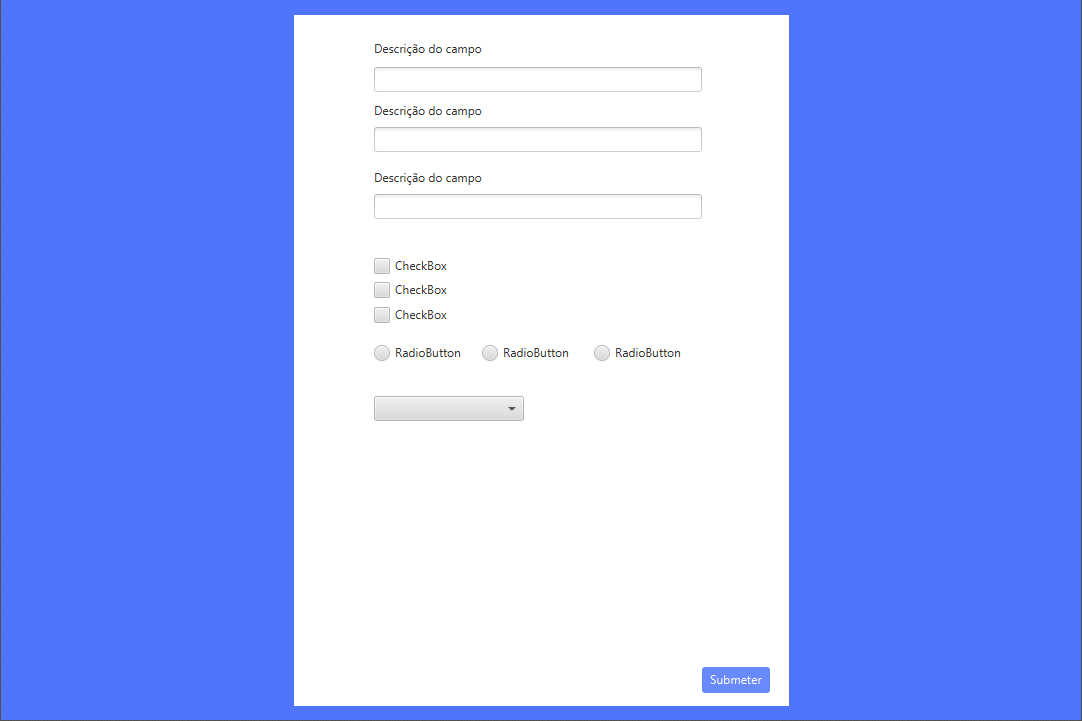 Descrição do campo
Descrição do campo
Descrição do campo
CheckBox
CheckBox
CheckBox
RadioButton RadioButton RadioButton
Submeter